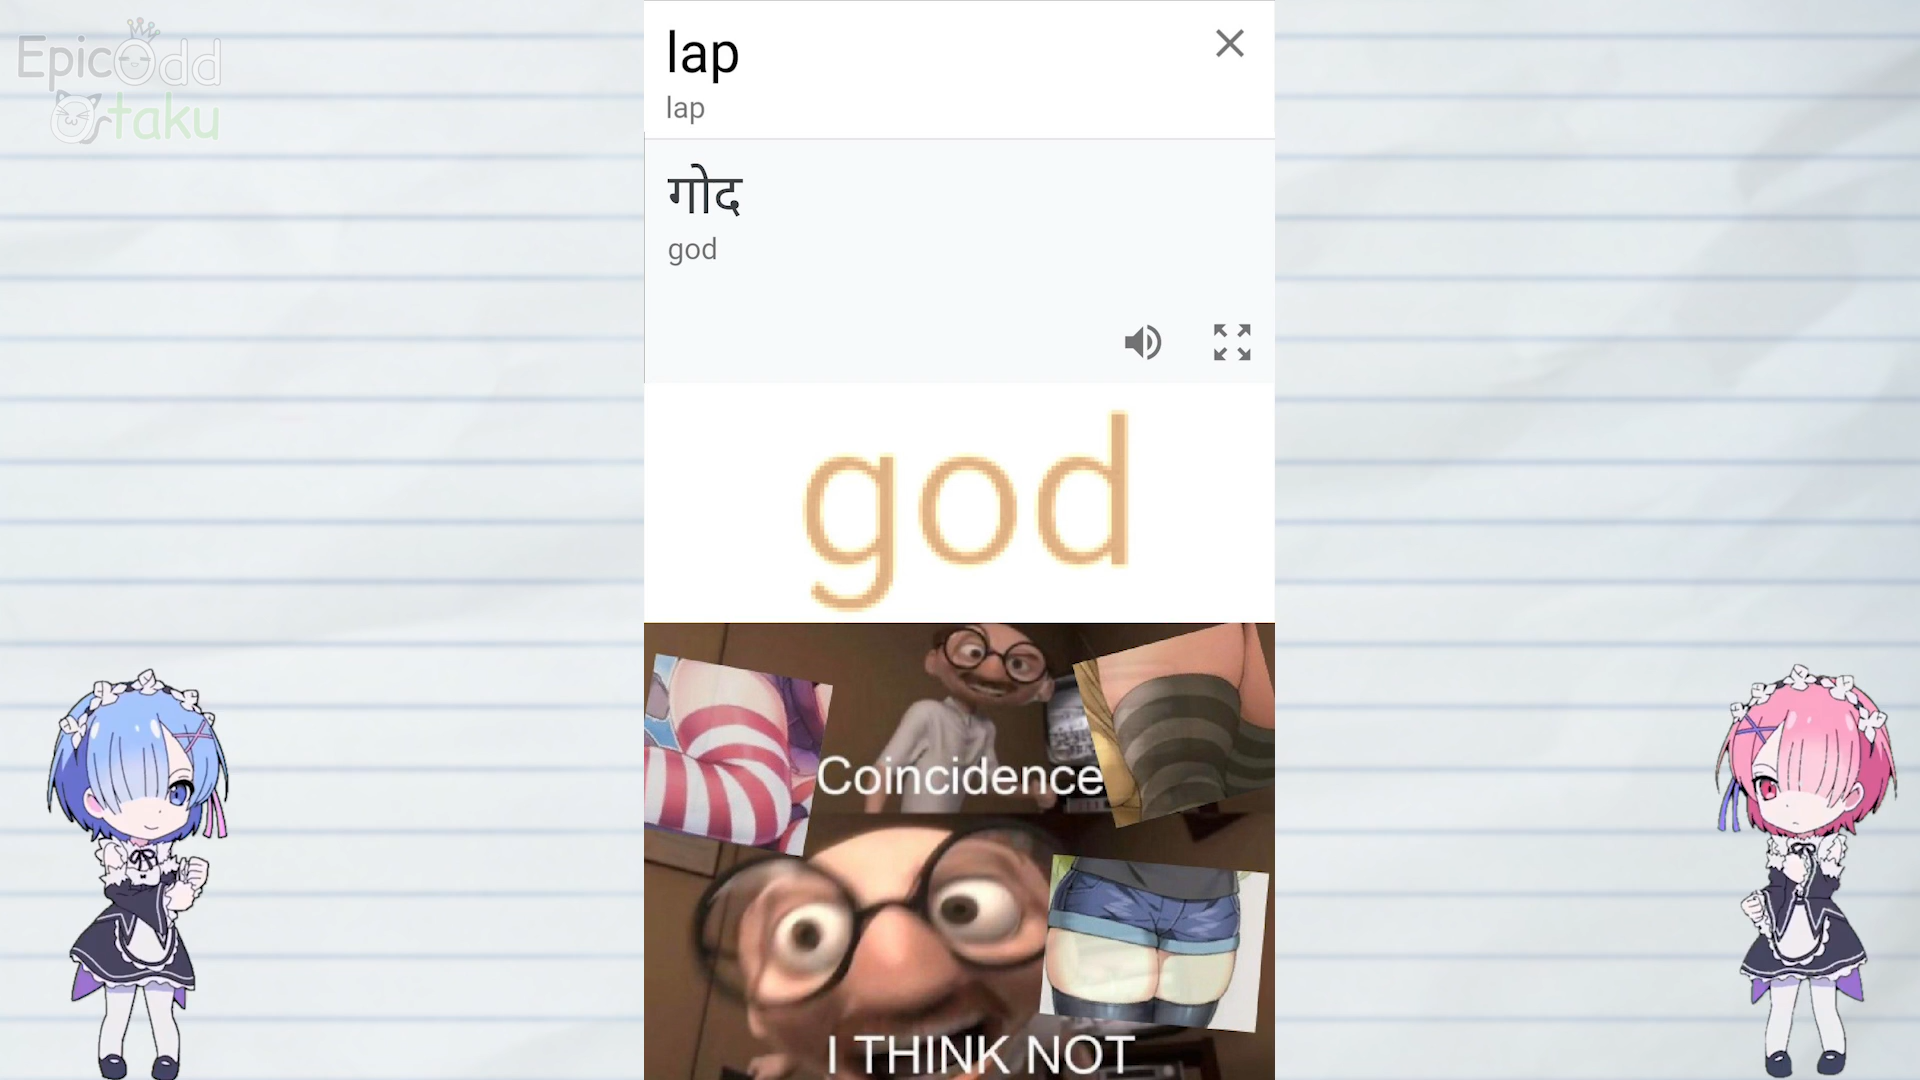 EpicOdd
Otaku
lap
lap
गोद
god
god
Coincidence
I THINK NOT